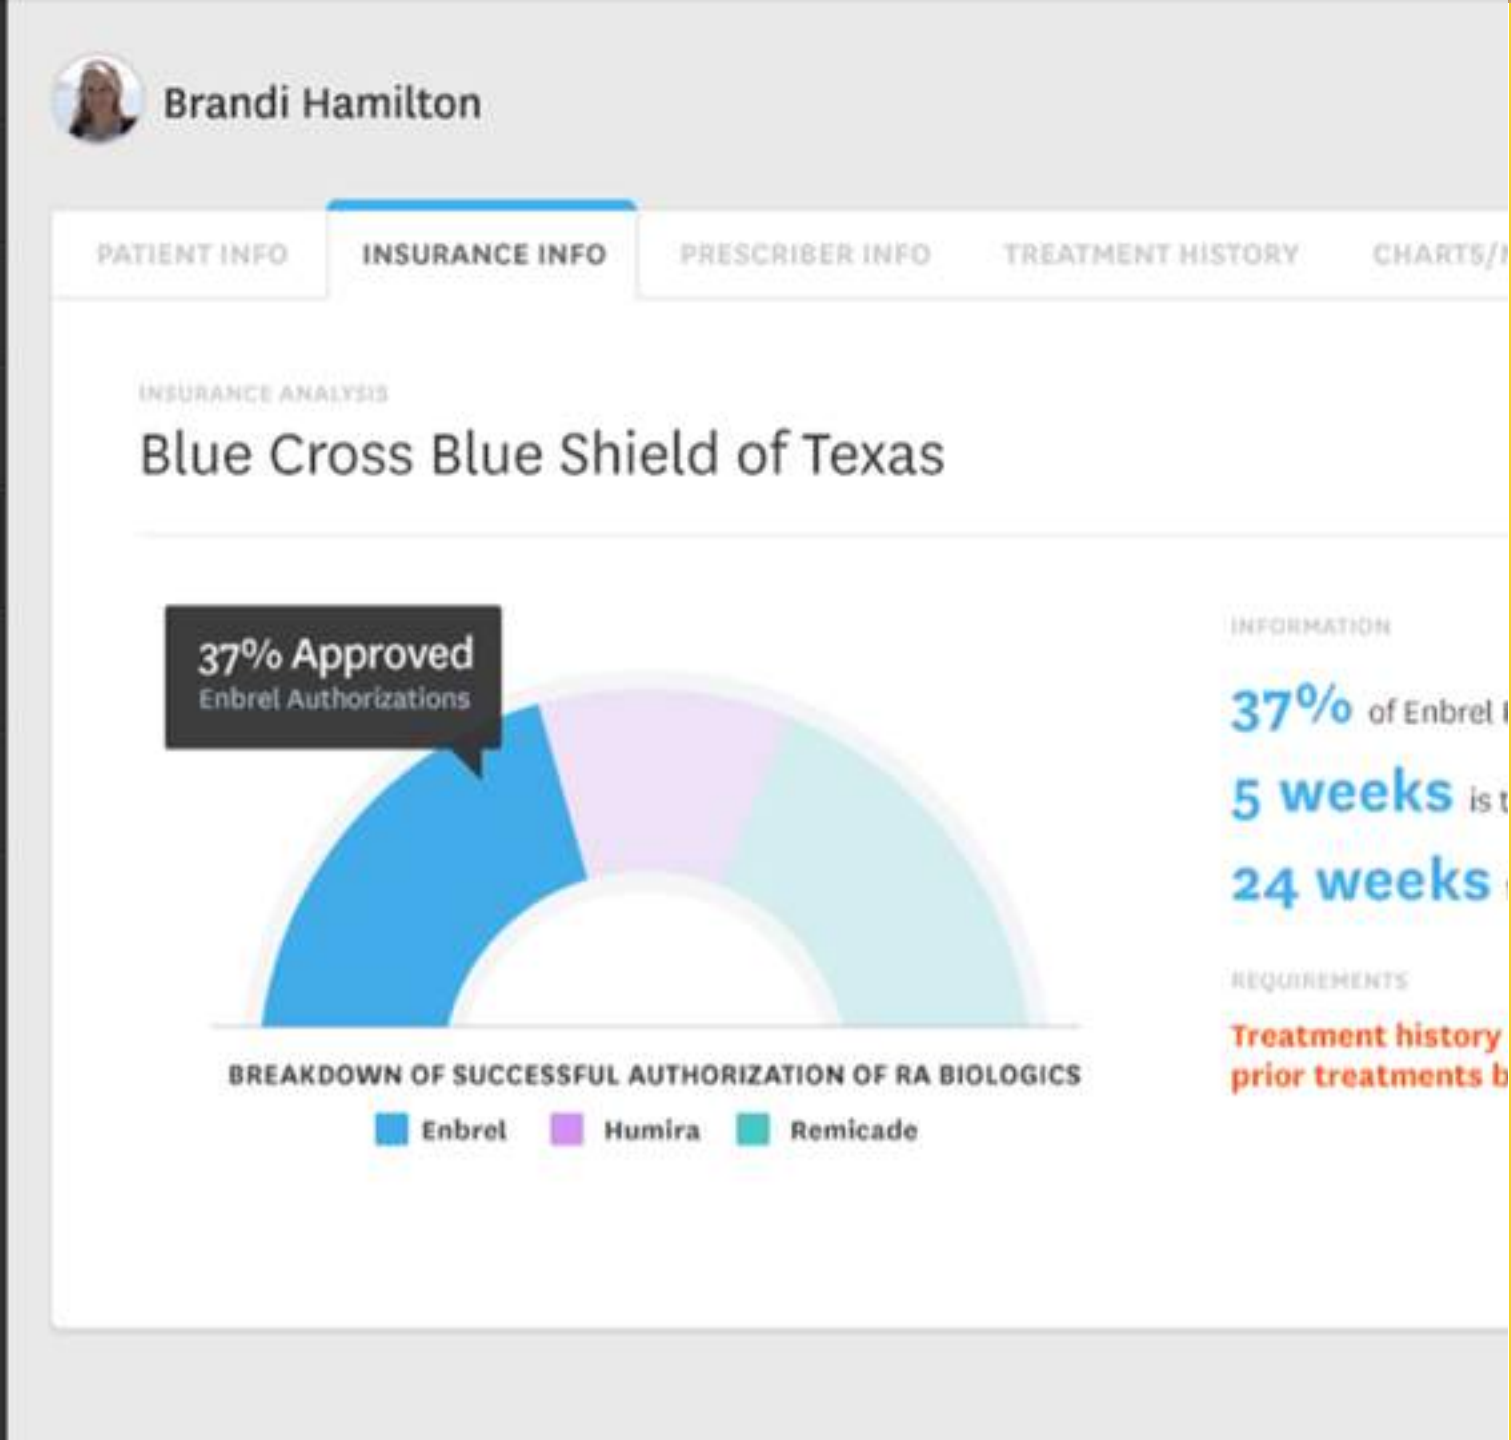 Brandi Hamilton
PATIENT INFO
INSURANCE INFO
PRESCRIBER INFO
TREATMENT HISTORY
CHARTS/
INSURANCE ANALYSIS
Blue Cross Blue Shield of Texas
37% Approved
Enbrel Authorizations
INFORMATION
37% of Enbrel
5 weeks is t
24 weeks
REQUIREMENTS
Treatment history
prior treatments b
BREAKDOWN OF SUCCESSFUL AUTHORIZATION OF RA BIOLOGICS
Enbrel
Humira
Remicade